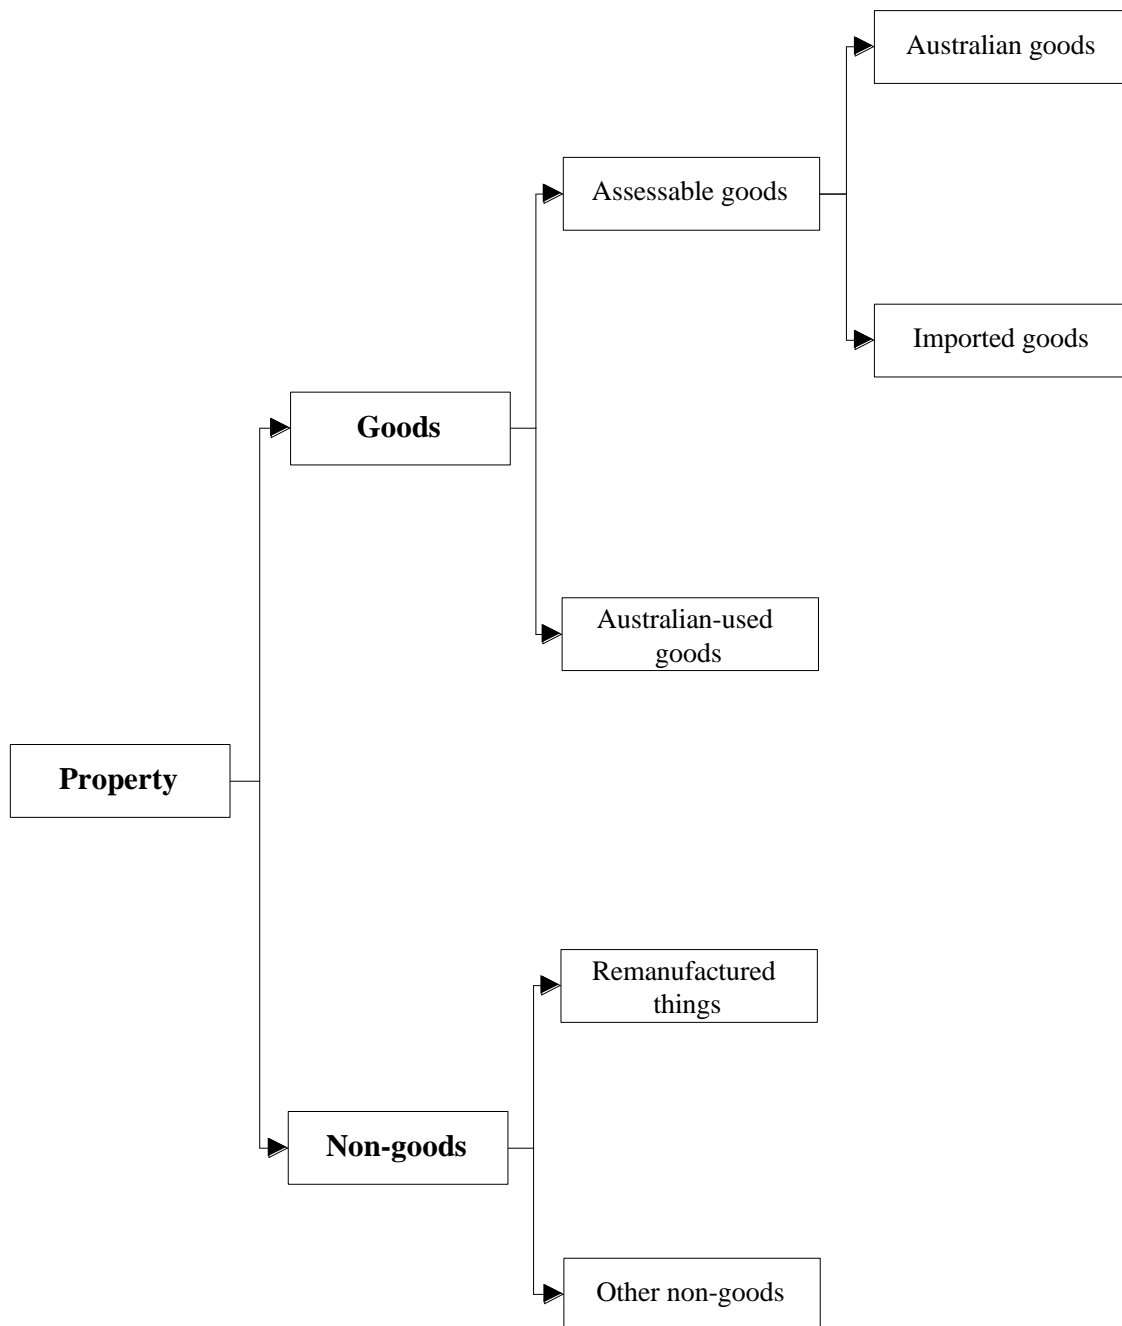 Australian goods
Assessable goods
Imported goods
Goods
Australian-used
goods
Property
Remanufactured
things
Non-goods
Other non-goods